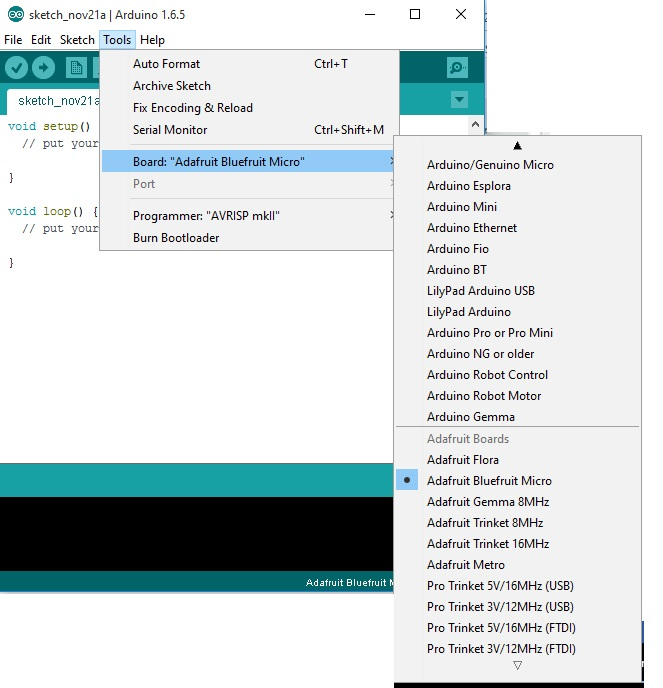 sketch_nov21a | Arduino 1.6.5
File Edit Sketch Tools Help
Auto Format Ctrl+T
Archive Sketch
Fix Encoding & Reload
Serial Monitor Ctrl+Shift+M
Board: "Adafruit Bluefruit Micro"
Port
Programmer: "AVRISP mkII"
Burn Bootloader
sketch_nov21a
void setup()
// put your
}
void loop() {
// put your
}
Arduino/Genuino Micro
Arduino Esplora
Arduino Mini
Arduino Ethernet
Arduino Fio
Arduino BT
LilyPad Arduino USB
LilyPad Arduino
Arduino Pro or Pro Mini
Arduino NG or older
Arduino Robot Control
Arduino Robot Motor
Arduino Gemma
Adafruit Boards
Adafruit Flora
Adafruit Bluefruit Micro
Adafruit Gemma 8MHz
Adafruit Trinket 8MHz
Adafruit Trinket 16MHz
Adafruit Metro
Pro Trinket 5V/16MHz (USB)
Pro Trinket 3V/12MHz (USB)
Pro Trinket 5V/16MHz (FTDI)
Pro Trinket 3V/12MHz (FTDI)
Adafruit Bluefruit